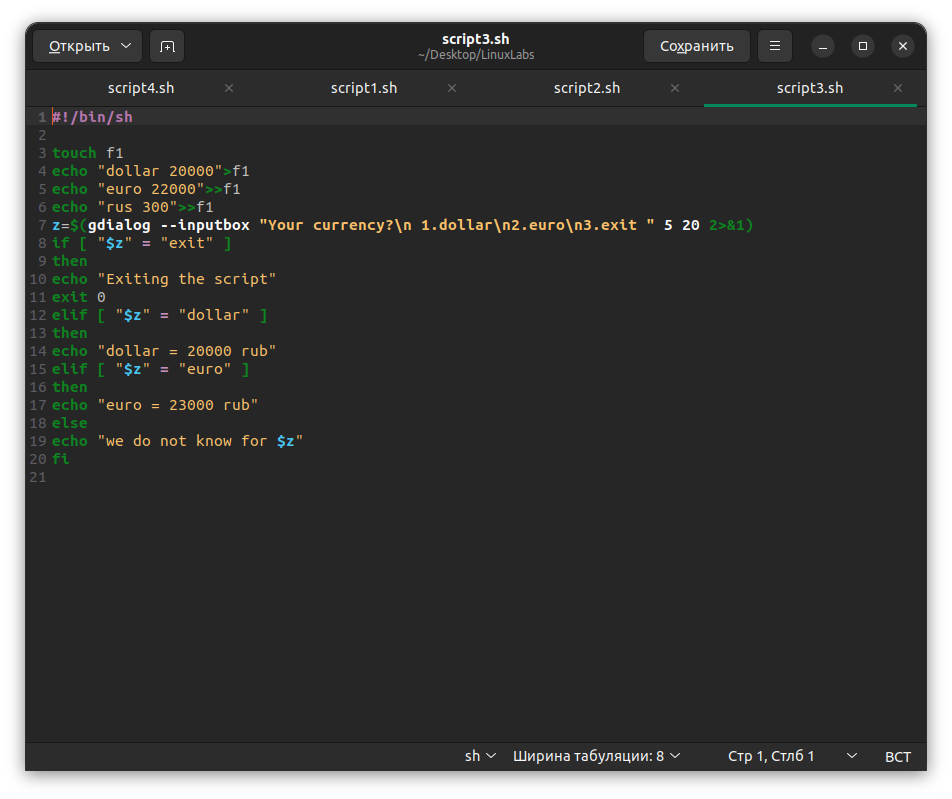 Открыть
script3.sh
~/Desktop/LinuxLabs
Сохранить
script4.sh
script1.sh
script2.sh
script3.sh
1 #!/bin/sh
2
3 touch f1
4 echo "dollar 20000">f1
5 echo "euro 22000">>f1
6 echo "rus 300">>f1
7 z=$(gdialog --inputbox "Your currency?\n 1.dollar\n2.euro\n3.exit " 5 20 2>&1)
8 if [ "$z" = "exit" ]
9 then
10 echo "Exiting the script"
11 exit 0
12 elif [ "$z" = "dollar" ]
13 then
14 echo "dollar = 20000 rub"
15 elif [ "$z" = "euro" ]
16 then
17 echo "euro = 23000 rub"
18 else
19 echo "we do not know for $z"
20 fi
21
sh Ширина табуляции: 8 Стр 1, Стлб 1 ВСТ